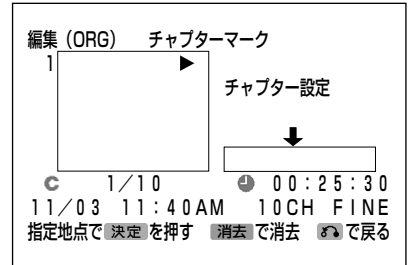 編集（ORG） チャプターマーク
1
チャプター設定
C 1／10 00：25：30
11／03 11：40AM 10CH FINE
指定地点で 決定 を押す 消去 で消去 で戻る